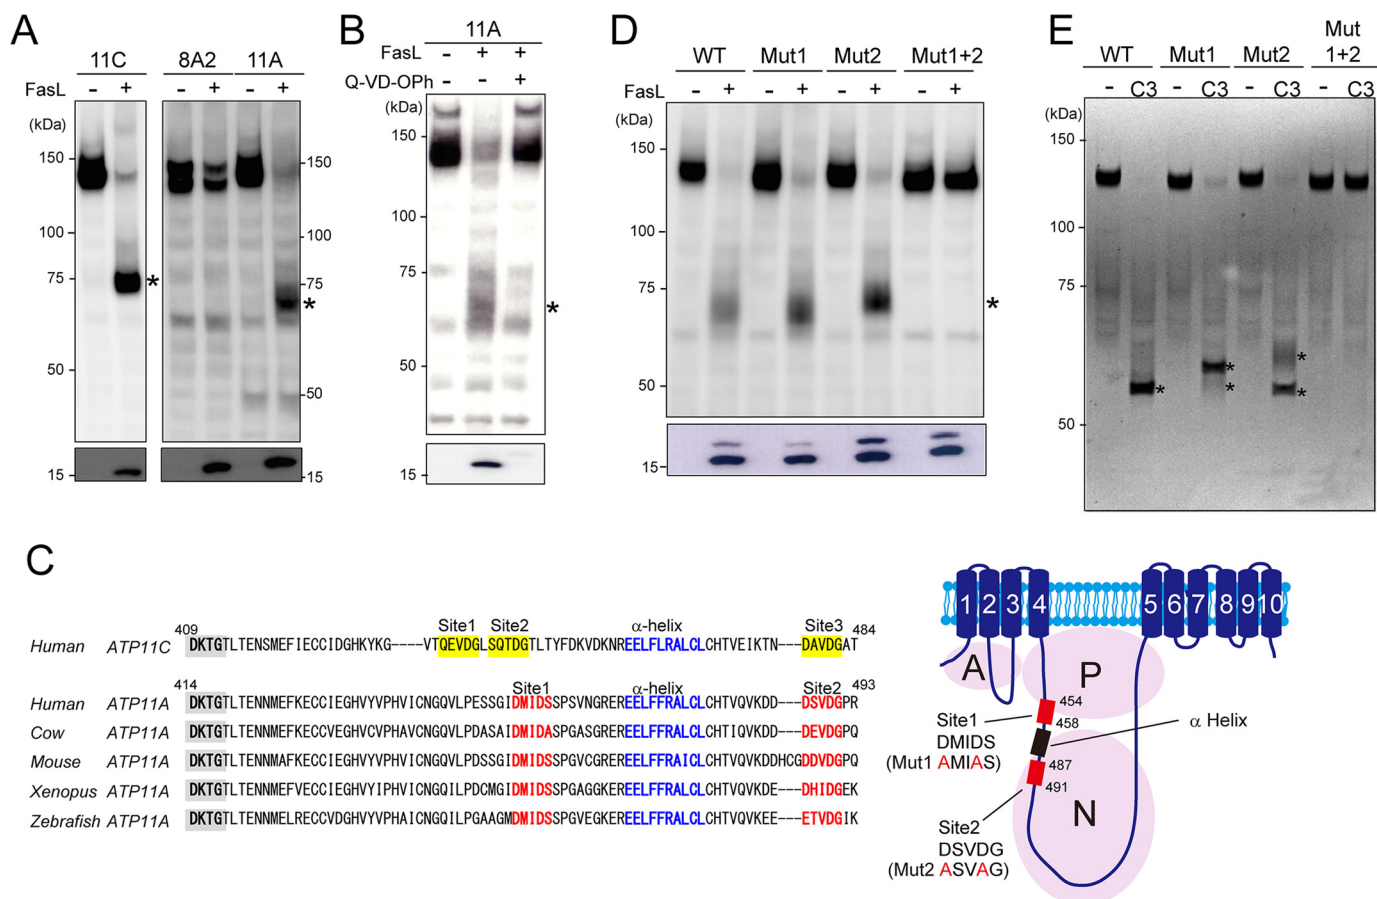 A
11C 8A2 11A
FasL - + - + - +
(kDa)
150
100
75
50
15
*
150
100
75
50
15
*
B
11A
FasL - + +
Q-VD-OPh - - +
(kDa)
150
100
75
50
15
*
D
WT Mut1 Mut2 Mut1+2
FasL - + - + - + - +
(kDa)
150
100
75
50
15
*
E
WT Mut1 Mut2 Mut
1+2
- C3 - C3 - C3 - C3
(kDa)
150
100
75
50
* * * * *
C
409 Site1 Site2 α-helix Site3 484
Human ATP11C DKTGTLTENSMEFIECCIDGHKYKG----VTQEVDGLSQTDGTLTYFDKVDKNREELFLRALCLCHTVEIKTN---DAVDGAT
414 Site1 α-helix Site2 493
Human ATP11A DKTGTLTENNMEFKECCIEGHVYVPHVICNGQVLPESSGIDMIDSSPSVNGREREELFFRALCLCHTVQVKDD---DSVDGPR
Cow ATP11A DKTGTLTENNMEFKECCVEGHVCVPHAVCNGQVLPDASAIDMIDASPGASGREREELFFRALCLCHTIQVKDD---DEVDGPQ
Mouse ATP11A DKTGTLTENNMAFKECCIEGHVYVPHVICNGQVLPDSSGIDMIDSSPGVCGREREELFFRAICLCHTVQVKDDHCGDDVDGPQ
Xenopus ATP11A DKTGTLTENNMEFVECCIEGHVYIPHVICNGQILPDCMGIDMIDSSPGAGGKEREELFFRALCLCHTVQVKDE---DHIDGEK
Zebrafish ATP11A DKTGTLTENNMELRECCVDGHVYVPHAICNGQILPGAAGMDMIDSSPGVEGKEREELFFRALCLCHTVQVKEE---ETVDGIK
1 2 3 4 5 6 7 8 9 10
A P N
454
458
487
491
Site1
DMIDS
(Mut1 AMIAS)
α Helix
Site2
DSVDG
(Mut2 ASVAG)